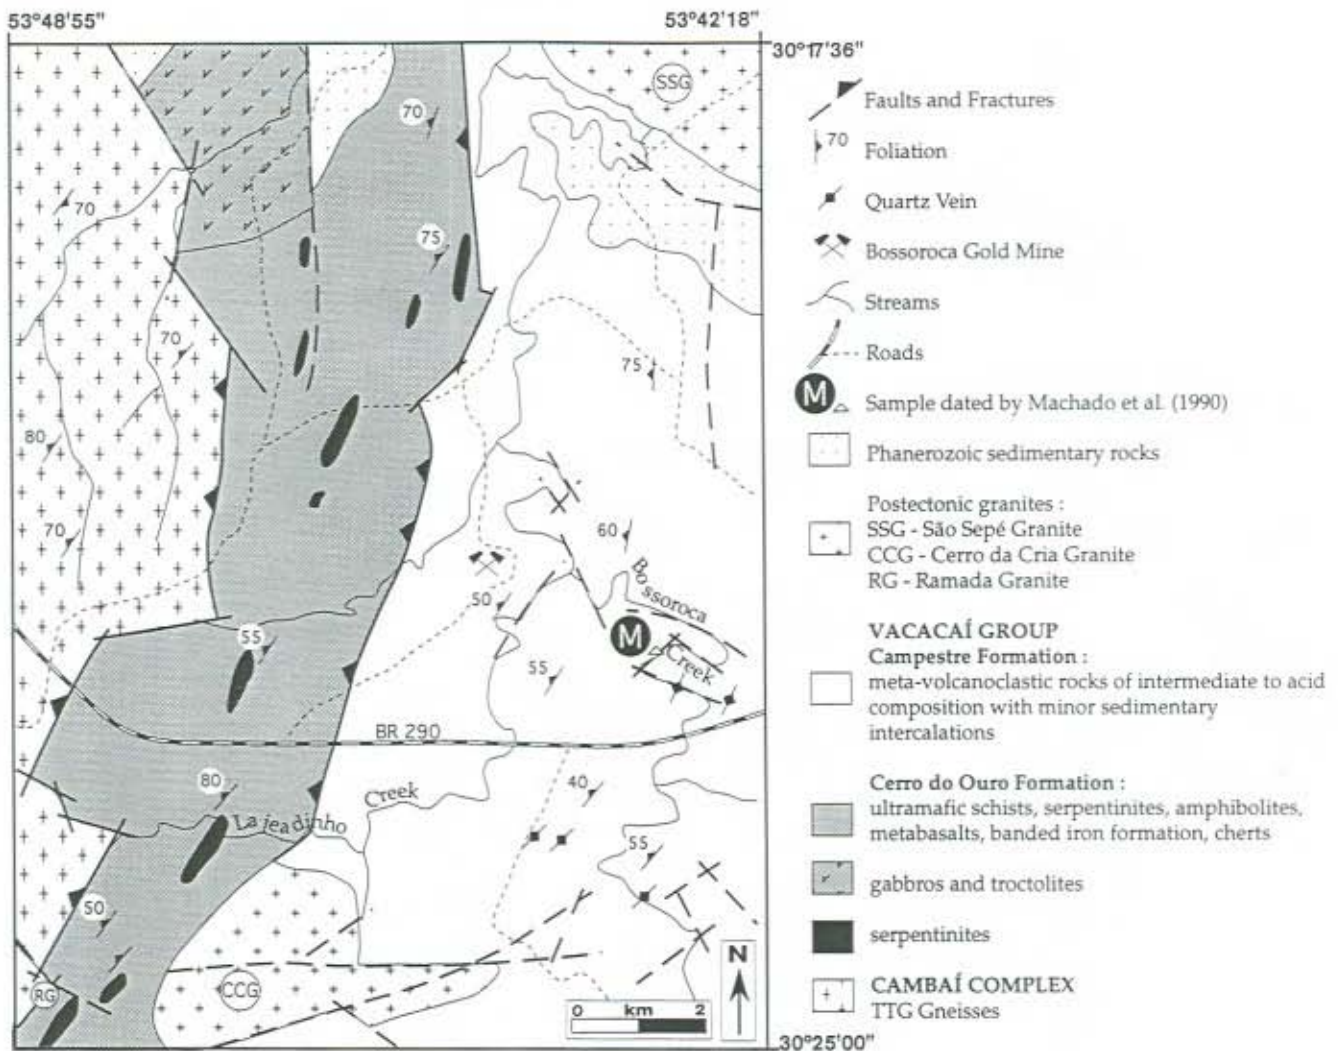 53°48'55"
53°42'18"
30°17'36"
SSG
70
70
75
70
75
80
70
60
50
Bossoroca
Creek
M
55
55
BR 290
80
Creek
Lajeadinho
40
55
50
RG
CCG
N
0 km 2
30°25'00"
Faults and Fractures
70 Foliation
Quartz Vein
Bossoroca Gold Mine
Streams
Roads
M Sample dated by Machado et al. (1990)
Phanerozoic sedimentary rocks
Postectonic granites :
SSG - São Sepé Granite
CCG - Cerro da Cria Granite
RG - Ramada Granite
VACACAÍ GROUP
Campestre Formation :
meta-volcanoclastic rocks of intermediate to acid
composition with minor sedimentary
intercalations
Cerro do Ouro Formation :
ultramafic schists, serpentinites, amphibolites,
metabasalts, banded iron formation, cherts
gabbros and troctolites
serpentinites
CAMBAÍ COMPLEX
TTG Gneisses